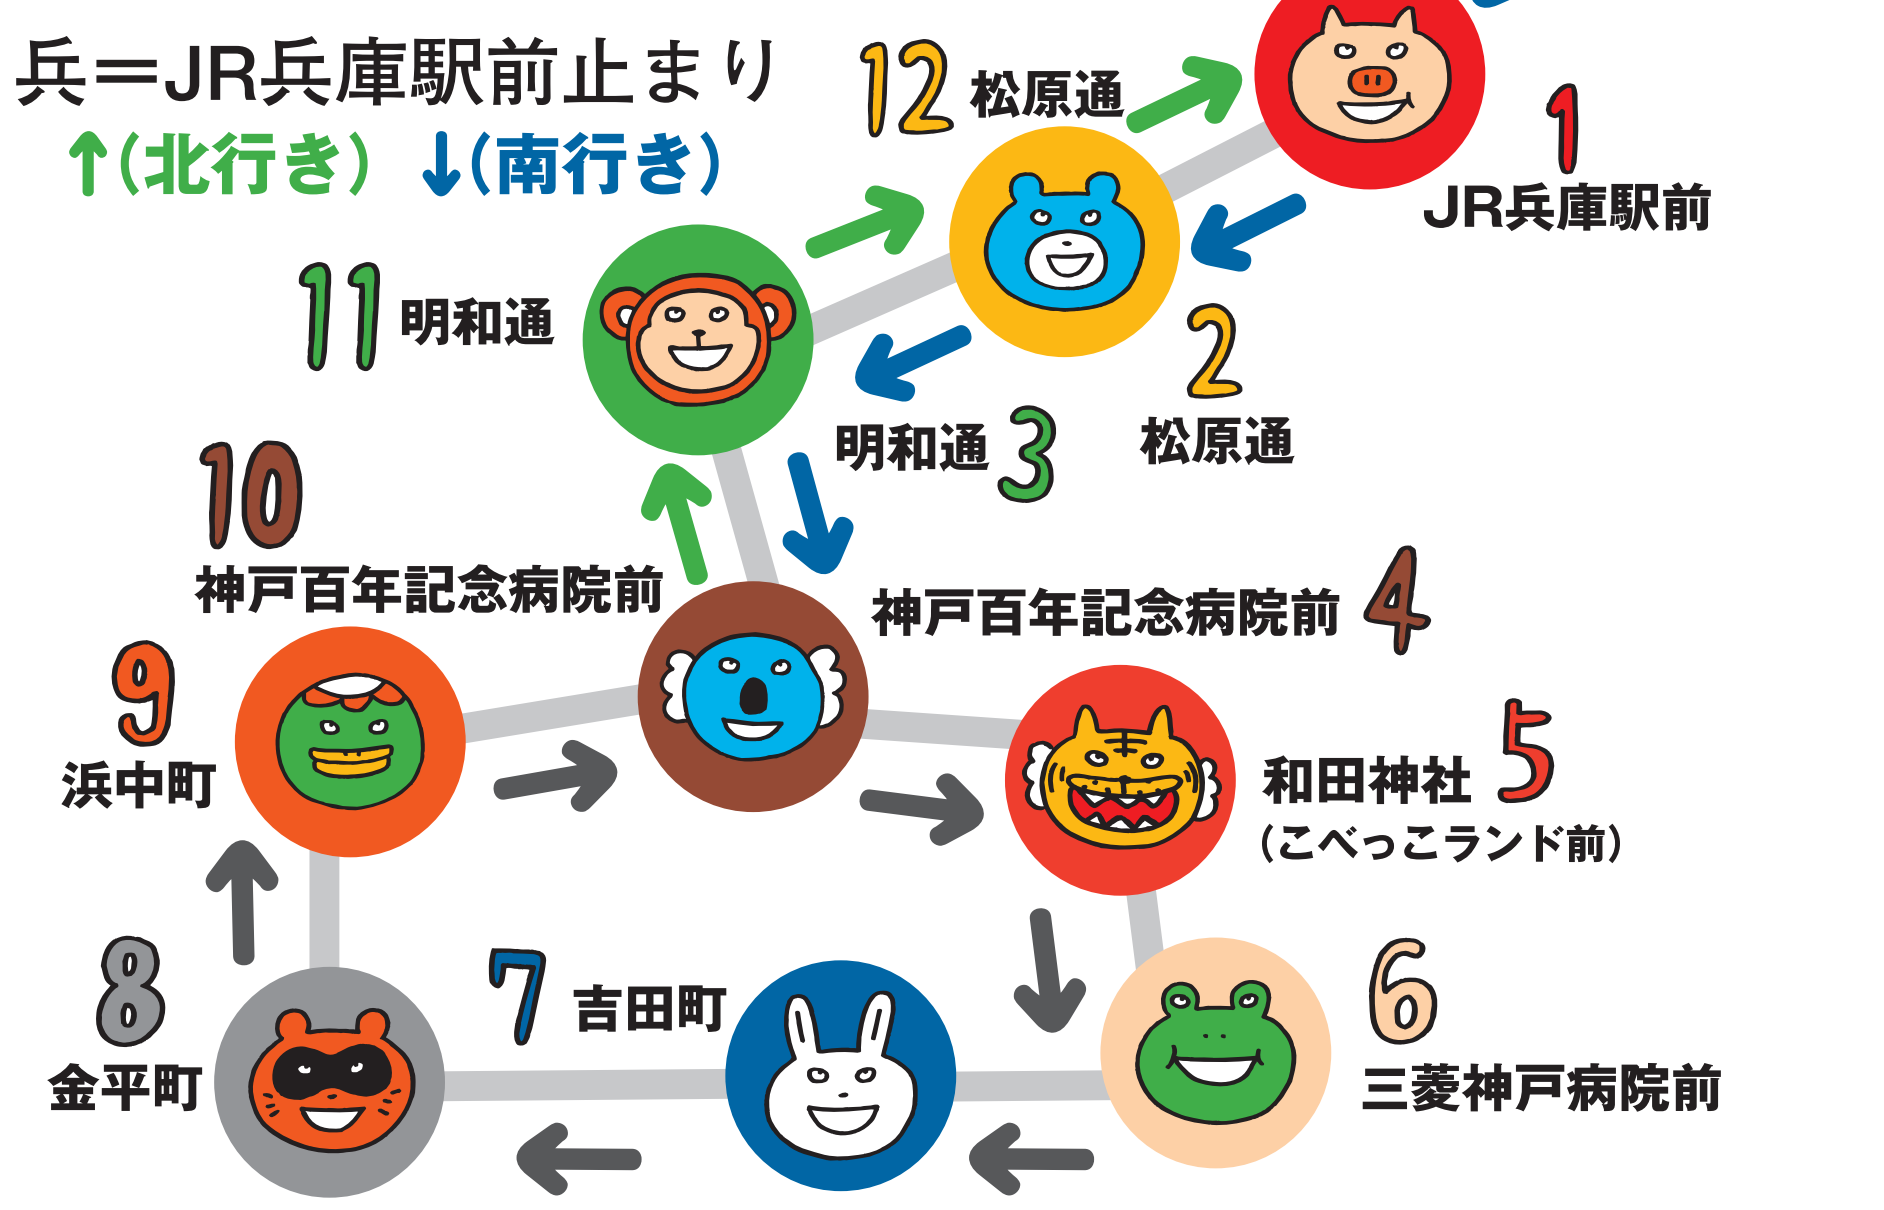 兵＝JR兵庫駅前止まり
↑(北行き) ↓(南行き)
12 松原通
1
JR兵庫駅前
11 明和通
2
松原通
明和通 3
10
神戸百年記念病院前
神戸百年記念病院前 4
9
浜中町
和田神社 5
(こべっこランド前)
8
金平町
7 吉田町
6
三菱神戸病院前